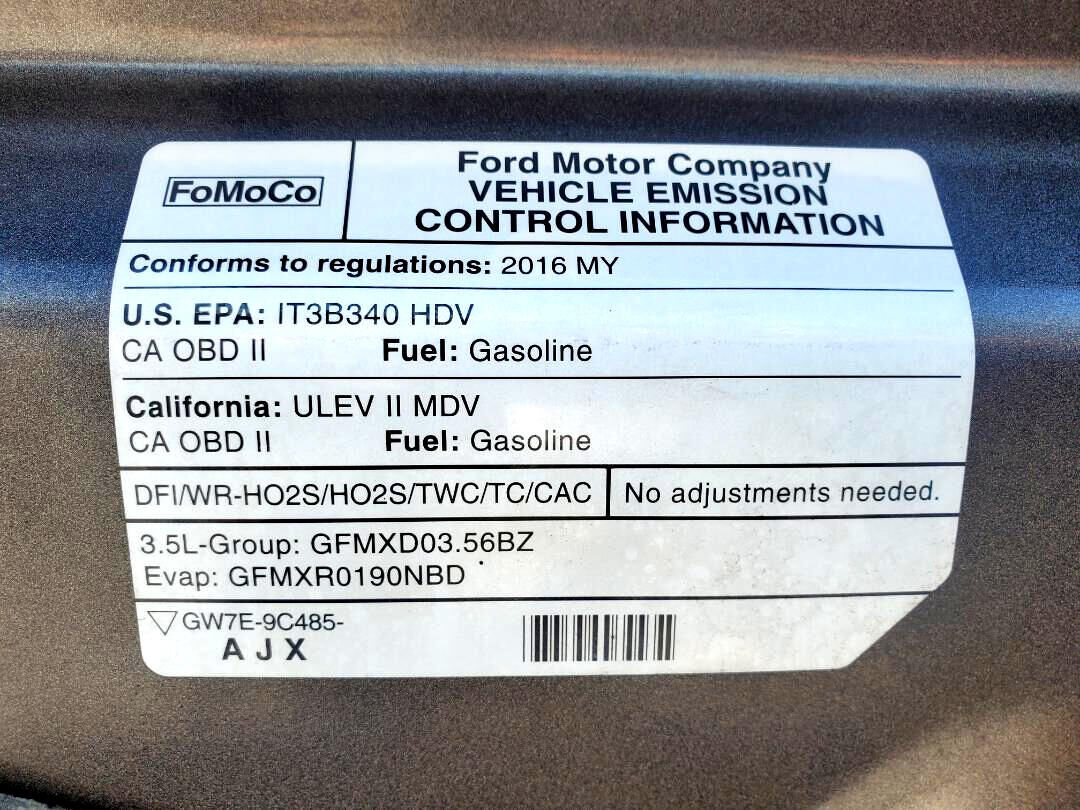 FoMoCo
Ford Motor Company
VEHICLE EMISSION
CONTROL INFORMATION
Conforms to regulations: 2016 MY
U.S. EPA: IT3B340 HDV
CA OBD II Fuel: Gasoline
California: ULEV II MDV
CA OBD II Fuel: Gasoline
DFI/WR-HO2S/HO2S/TWC/TC/CAC No adjustments needed.
3.5L-Group: GFMXD03.56BZ
Evap: GFMXR0190NBD
GW7E-9C485-
A J X